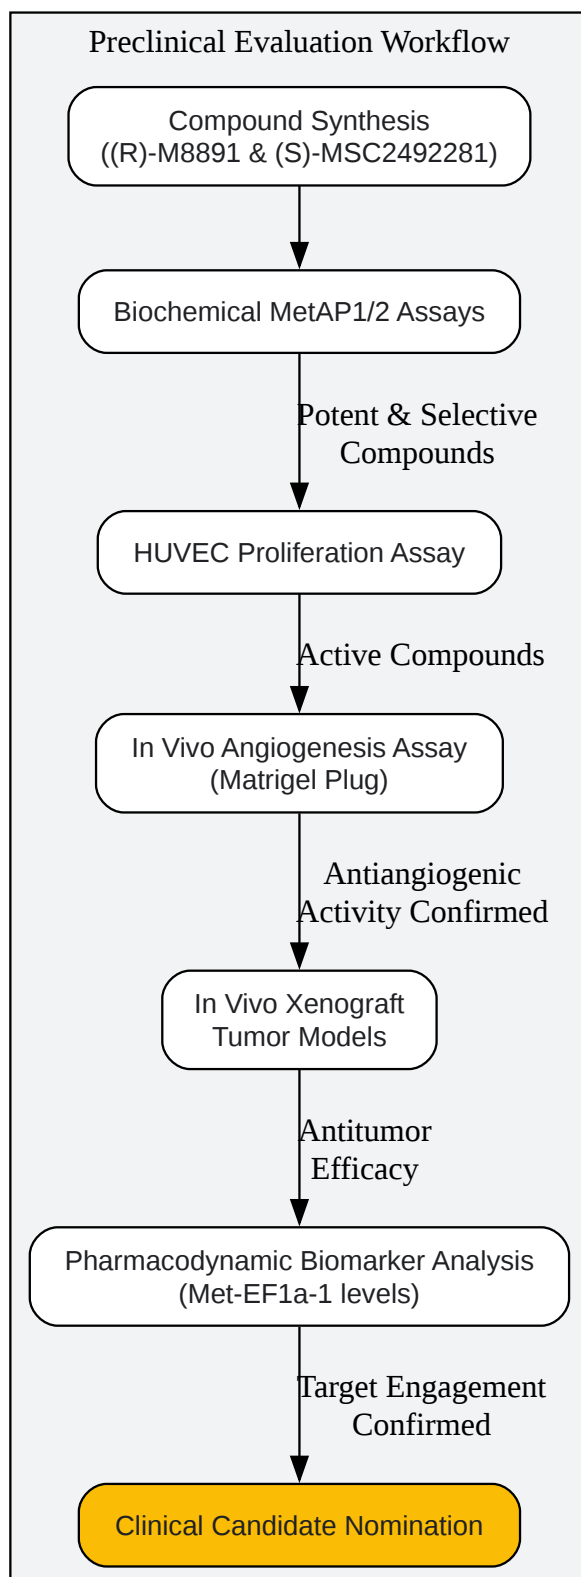 Preclinical Evaluation Workflow
Compound Synthesis
((R)-M8891 & (S)-MSC2492281)
Biochemical MetAP1/2 Assays
Potent & Selective
Compounds
HUVEC Proliferation Assay
Active Compounds
In Vivo Angiogenesis Assay
(Matrigel Plug)
Antiangiogenic
Activity Confirmed
In Vivo Xenograft
Tumor Models
Antitumor
Efficacy
Pharmacodynamic Biomarker Analysis
(Met-EF1a-1 levels)
Target Engagement
Confirmed
Clinical Candidate Nomination